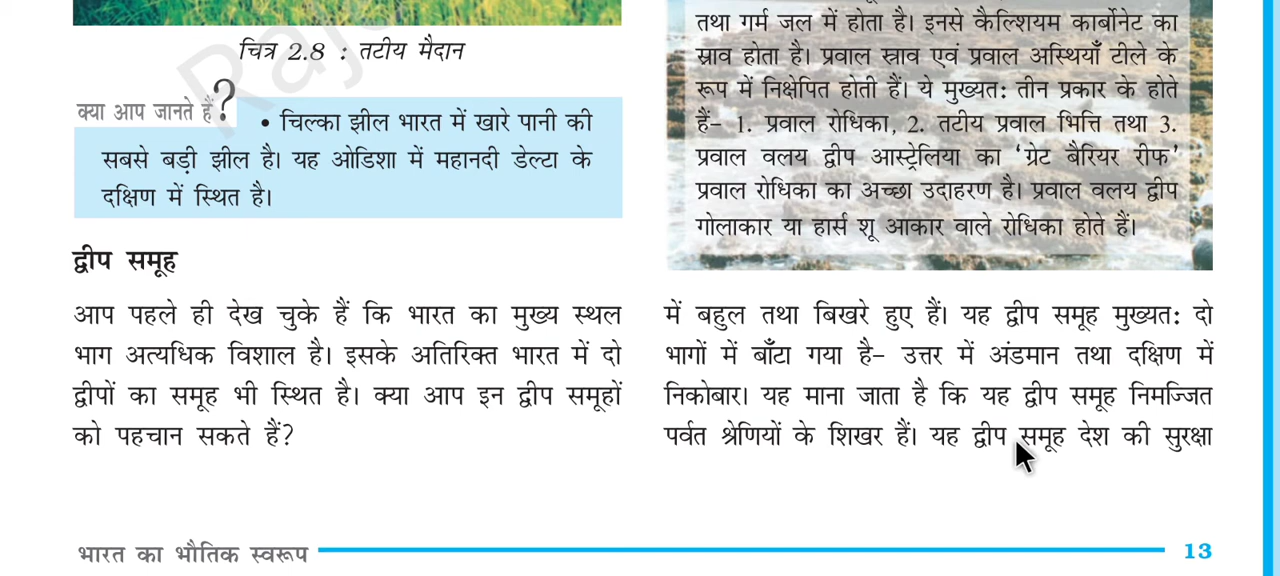 चित्र 2.8 : तटीय मैदान
क्या आप जानते हैं?
• चिल्का झील भारत में खारे पानी की
सबसे बड़ी झील है। यह ओडिशा में महानदी डेल्टा के
दक्षिण में स्थित है।
द्वीप समूह
आप पहले ही देख चुके हैं कि भारत का मुख्य स्थल
भाग अत्यधिक विशाल है। इसके अतिरिक्त भारत में दो
द्वीपों का समूह भी स्थित है। क्या आप इन द्वीप समूहों
को पहचान सकते हैं?
तथा गर्म जल में होता है। इनसे कैल्शियम कार्बोनेट का
स्राव होता है। प्रवाल स्राव एवं प्रवाल अस्थियाँ टीले के
रूप में निक्षेपित होती हैं। ये मुख्यत: तीन प्रकार के होते
हैं- 1. प्रवाल रोधिका, 2. तटीय प्रवाल भित्ति तथा 3.
प्रवाल वलय द्वीप आस्ट्रेलिया का ‘ग्रेट बैरियर रीफ’
प्रवाल रोधिका का अच्छा उदाहरण है। प्रवाल वलय द्वीप
गोलाकार या हार्स शू आकार वाले रोधिका होते हैं।
में बहुल तथा बिखरे हुए हैं। यह द्वीप समूह मुख्यत: दो
भागों में बाँटा गया है- उत्तर में अंडमान तथा दक्षिण में
निकोबार। यह माना जाता है कि यह द्वीप समूह निमज्जित
पर्वत श्रेणियों के शिखर हैं। यह द्वीप समूह देश की सुरक्षा
भारत का भौतिक स्वरूप
13